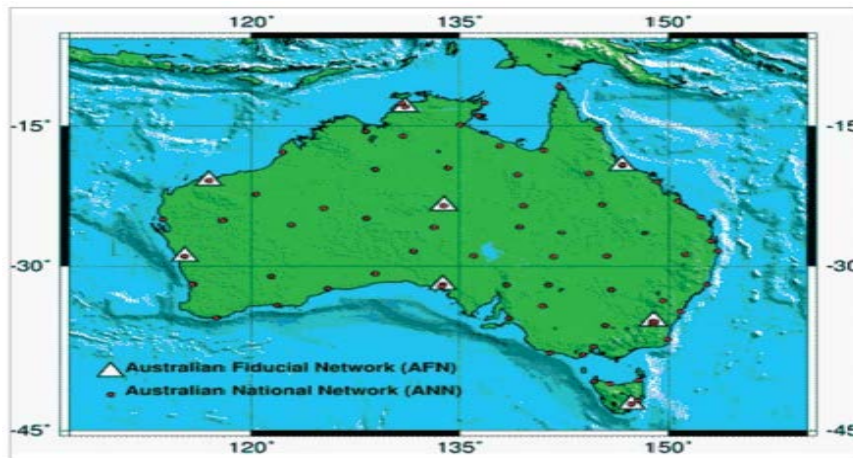 120° 135° 150°
-15° -15°
-30° -30°
Australian Fiducial Network (AFN)
Australian National Network (ANN)
-45° -45°
120° 135° 150°